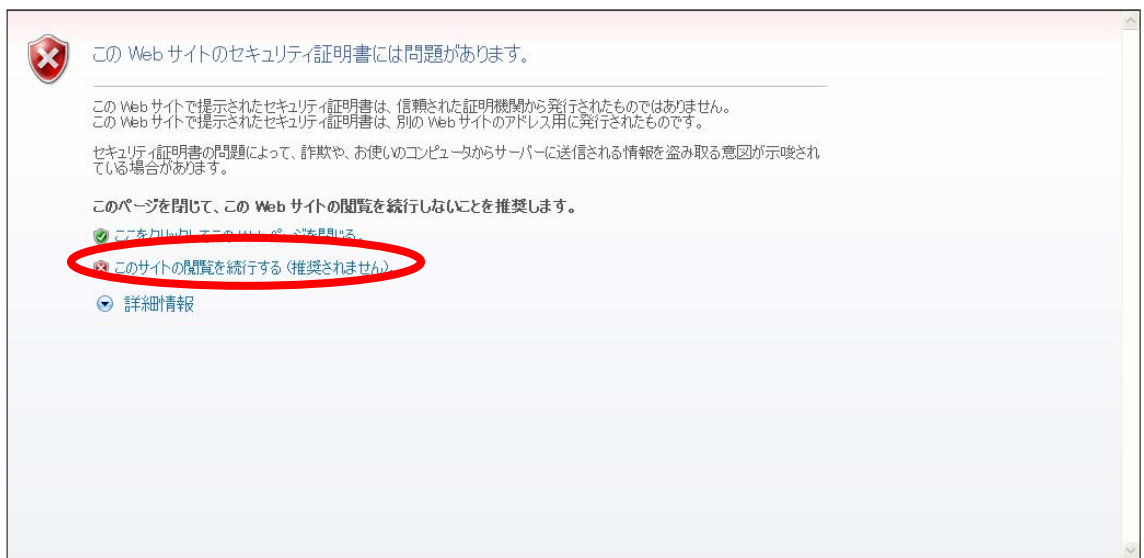 この Web サイトのセキュリティ証明書には問題があります。
この Web サイトで提示されたセキュリティ証明書は、信頼された証明機関から発行されたものではありません。
この Web サイトで提示されたセキュリティ証明書は、別の Web サイトのアドレス用に発行されたものです。
セキュリティ証明書の問題によって、詐欺や、お使いのコンピュータからサーバーに送信される情報を盗み取る意図が示唆され
ている場合があります。
このページを閉じて、この Web サイトの閲覧を続行しないことを推奨します。
ここをクリックしてこの Web ページを閉じる。
このサイトの閲覧を続行する (推奨されません)。
詳細情報